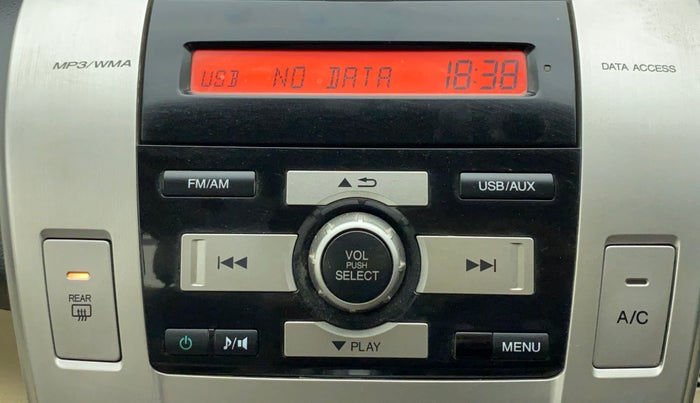 MP3/WMA
USB NO DATA 18:38
DATA ACCESS
FM/AM
USB/AUX
VOL
PUSH
SELECT
REAR
A/C
PLAY
MENU